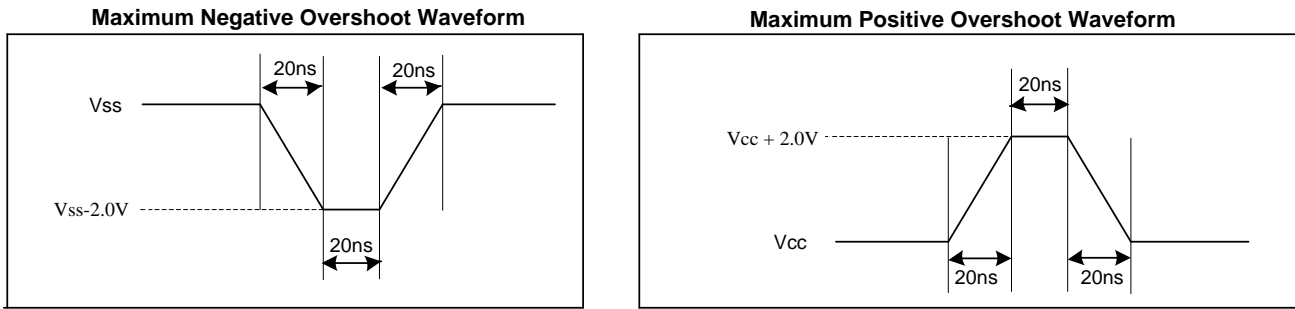 Maximum Negative Overshoot Waveform
20ns
20ns
Vss
Vss-2.0V
20ns
Maximum Positive Overshoot Waveform
20ns
Vcc + 2.0V
Vcc
20ns
20ns